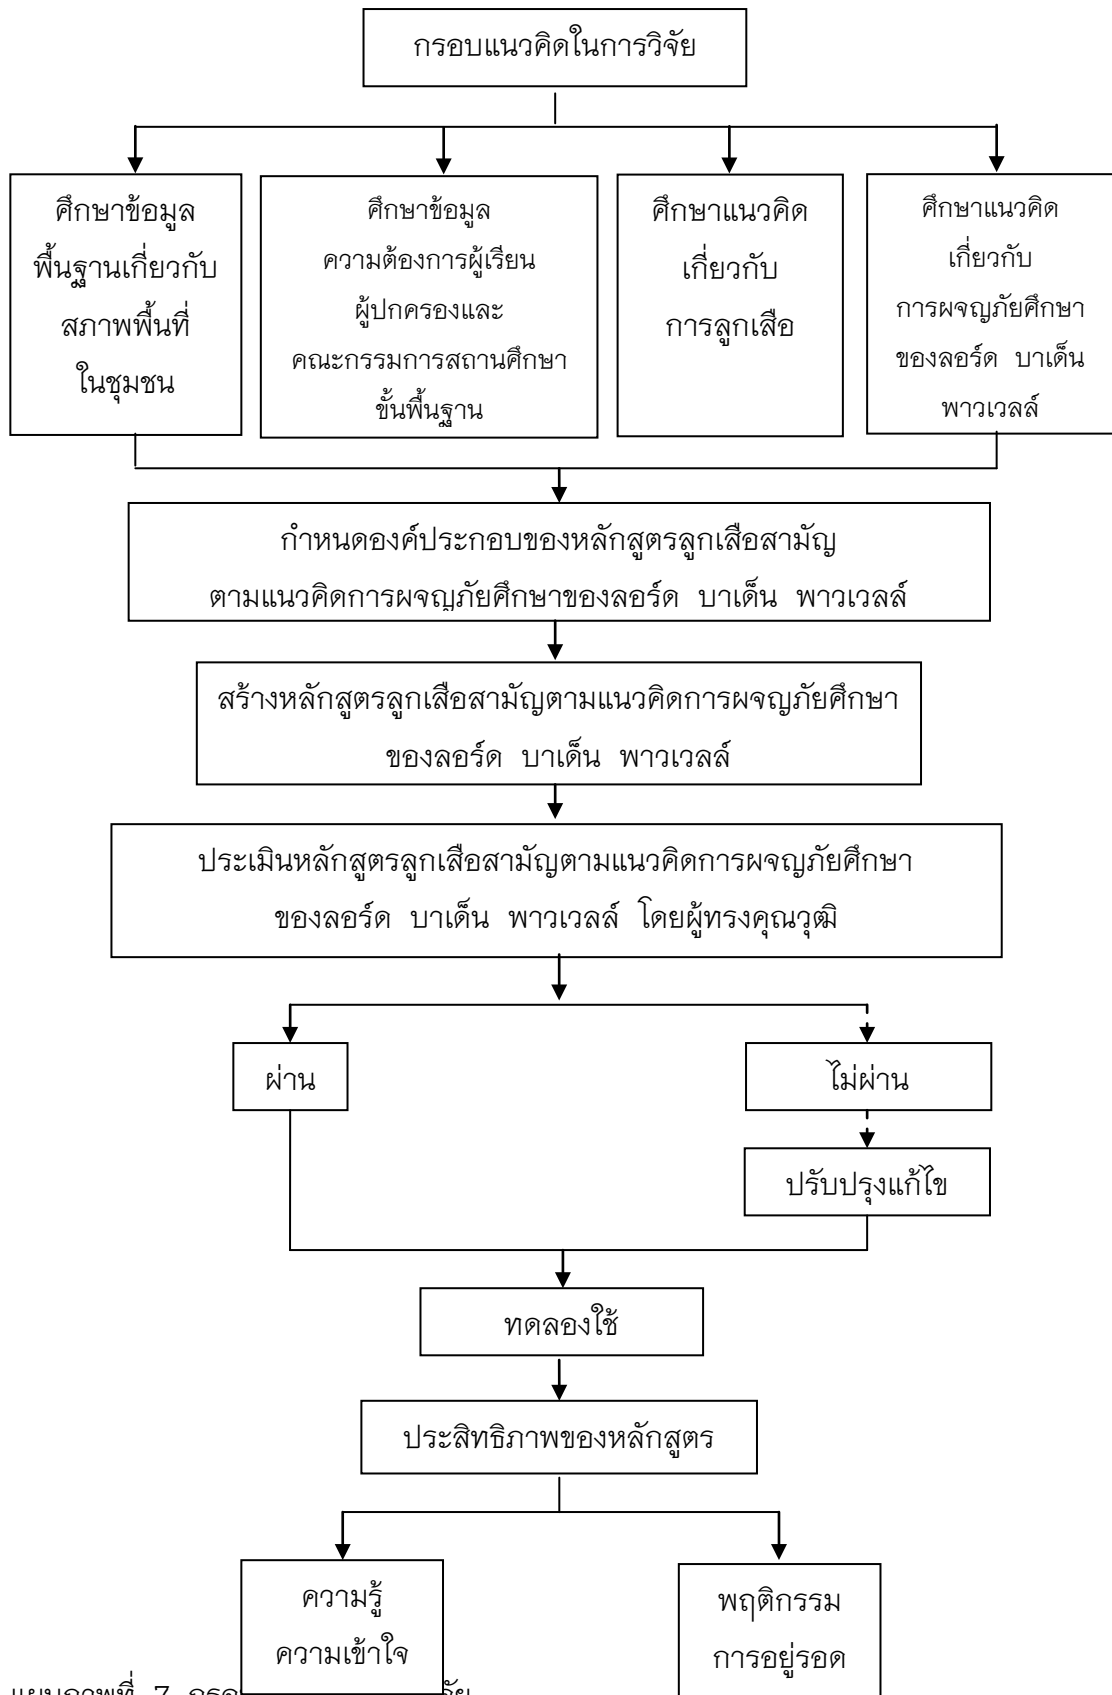 กรอบแนวคิดในการวิจัย
ศึกษาข้อมูล
พื้นฐานเกี่ยวกับ
สภาพพื้นที่
ในชุมชน
ศึกษาข้อมูล
ความต้องการผู้เรียน
ผู้ปกครองและ
คณะกรรมการสถานศึกษา
ขั้นพื้นฐาน
ศึกษาแนวคิด
เกี่ยวกับ
การลูกเสือ
ศึกษาแนวคิด
เกี่ยวกับ
การผจญภัยศึกษา
ของลอร์ด บาเด็น
พาวเวลล์
กำหนดองค์ประกอบของหลักสูตรลูกเสือสามัญ
ตามแนวคิดการผจญภัยศึกษาของลอร์ด บาเด็น พาวเวลล์
สร้างหลักสูตรลูกเสือสามัญตามแนวคิดการผจญภัยศึกษา
ของลอร์ด บาเด็น พาวเวลล์
ประเมินหลักสูตรลูกเสือสามัญตามแนวคิดการผจญภัยศึกษา
ของลอร์ด บาเด็น พาวเวลล์ โดยผู้ทรงคุณวุฒิ
ผ่าน
ไม่ผ่าน
ปรับปรุงแก้ไข
ทดลองใช้
ประสิทธิภาพของหลักสูตร
ความรู้
ความเข้าใจ
พฤติกรรม
การอยู่รอด
แผนภาพที่ 7